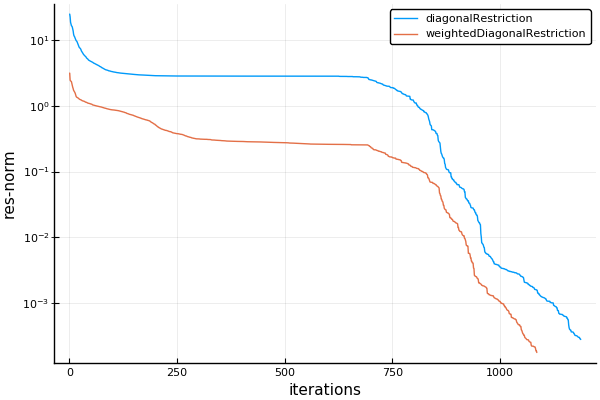 diagonalRestriction
weightedDiagonalRestriction
res-norm
10¹
10⁰
10⁻¹
10⁻²
10⁻³
0 250 500 750 1000
iterations